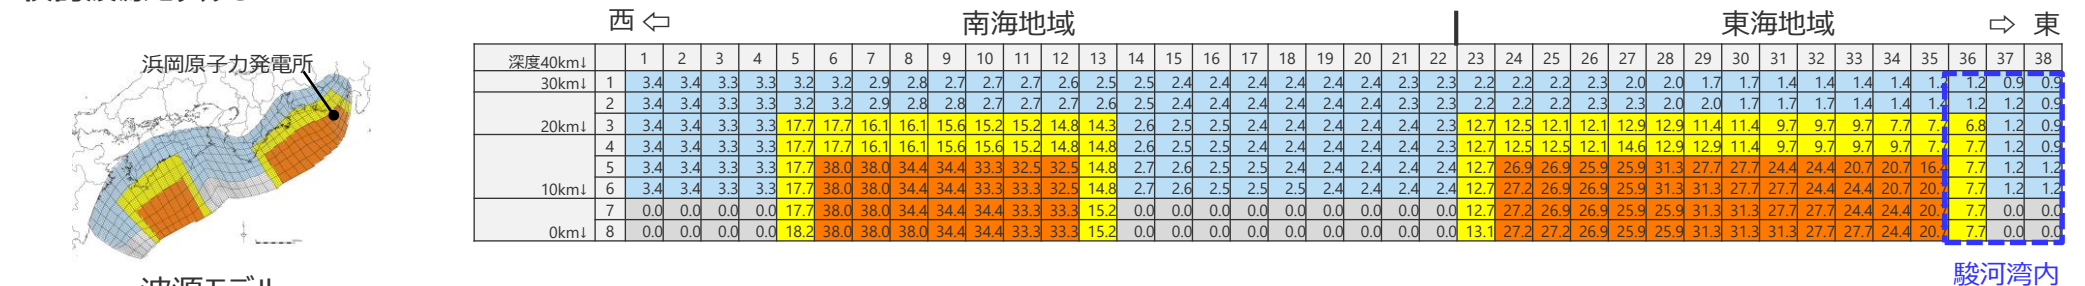 西 ⇦ 南海地域 東海地域 ⇨ 東
浜岡原子力発電所
深度40km↓ 1 2 3 4 5 6 7 8 9 10 11 12 13 14 15 16 17 18 19 20 21 22 23 24 25 26 27 28 29 30 31 32 33 34 35 36 37 38
30km↓ 1 3.4 3.4 3.3 3.3 3.2 3.2 2.9 2.8 2.7 2.7 2.7 2.6 2.5 2.5 2.4 2.4 2.4 2.4 2.4 2.4 2.3 2.3 2.2 2.2 2.2 2.3 2.0 2.0 1.7 1.7 1.4 1.4 1.4 1.4 1.2 1.2 0.9 0.9
2 3.4 3.4 3.3 3.3 3.2 3.2 2.9 2.8 2.8 2.7 2.7 2.7 2.6 2.5 2.4 2.4 2.4 2.4 2.4 2.4 2.3 2.3 2.2 2.2 2.2 2.3 2.3 2.0 2.0 1.7 1.7 1.7 1.4 1.4 1.4 1.2 1.2 0.9
20km↓ 3 3.4 3.4 3.3 3.3 17.7 17.7 16.1 16.1 15.6 15.2 15.2 14.8 14.3 2.6 2.5 2.5 2.4 2.4 2.4 2.4 2.4 2.3 12.7 12.5 12.1 12.1 12.9 12.9 11.4 11.4 9.7 9.7 9.7 7.7 7. 6.8 1.2 0.9
4 3.4 3.4 3.3 3.3 17.7 17.7 16.1 16.1 15.6 15.6 15.2 14.8 14.8 2.6 2.5 2.5 2.4 2.4 2.4 2.4 2.4 2.3 12.7 12.5 12.5 12.1 14.6 12.9 12.9 11.4 9.7 9.7 9.7 9.7 7. 7.7 1.2 0.9
5 3.4 3.4 3.3 3.3 17.7 38.0 38.0 34.4 34.4 33.3 32.5 32.5 14.8 2.7 2.6 2.5 2.5 2.4 2.4 2.4 2.4 2.4 12.7 26.9 26.9 25.9 25.9 31.3 27.7 27.7 24.4 24.4 20.7 20.7 16. 7.7 1.2 1.2
10km↓ 6 3.4 3.4 3.3 3.3 17.7 38.0 38.0 34.4 34.4 33.3 33.3 32.5 14.8 2.7 2.6 2.5 2.5 2.5 2.4 2.4 2.4 2.4 12.7 27.2 26.9 26.9 25.9 31.3 31.3 27.7 27.7 24.4 24.4 20.7 20. 7.7 1.2 1.2
7 0.0 0.0 0.0 0.0 17.7 38.0 38.0 34.4 34.4 34.4 33.3 33.3 15.2 0.0 0.0 0.0 0.0 0.0 0.0 0.0 0.0 0.0 12.7 27.2 26.9 26.9 25.9 25.9 31.3 31.3 27.7 27.7 24.4 24.4 20. 7.7 0.0 0.0
0km↓ 8 0.0 0.0 0.0 0.0 18.2 38.0 38.0 38.0 34.4 34.4 33.3 33.3 15.2 0.0 0.0 0.0 0.0 0.0 0.0 0.0 0.0 0.0 13.1 27.2 27.2 26.9 25.9 25.9 31.3 31.3 31.3 27.7 27.7 24.4 20. 7.7 0.0 0.0
駿河湾内
波源モデル